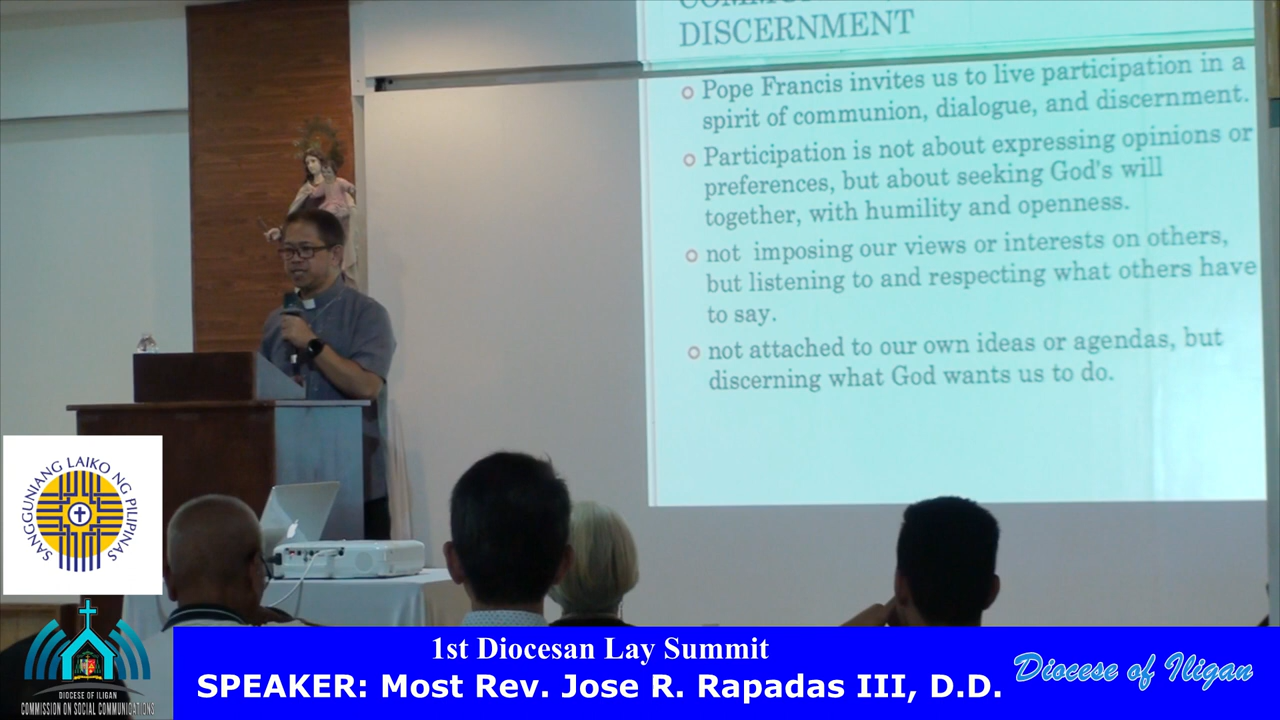 DISCERNMENT
Pope Francis invites us to live participation in a
spirit of communion, dialogue, and discernment.
Participation is not about expressing opinions or
preferences, but about seeking God's will
together, with humility and openness.
not imposing our views or interests on others,
but listening to and respecting what others have
to say.
not attached to our own ideas or agendas, but
discerning what God wants us to do.
SANGGUNIANG LAIKO NG PILIPINAS
DIOCESE OF ILIGAN
COMMISSION ON SOCIAL COMMUNICATIONS
1st Diocesan Lay Summit
SPEAKER: Most Rev. Jose R. Rapadas III, D.D.
Diocese of Iligan